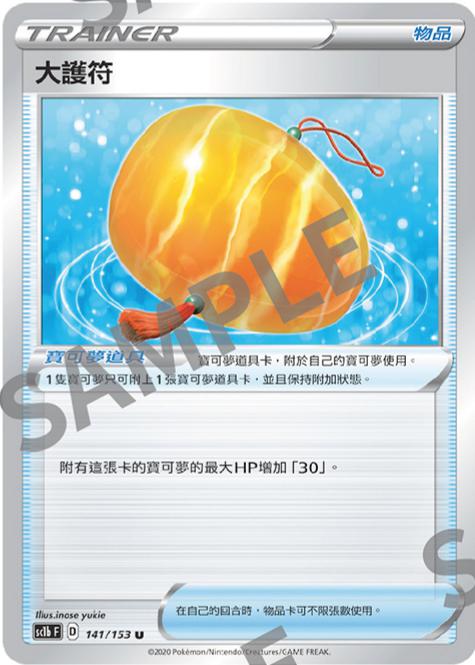 TRAINER 物品
大護符
寶可夢道具 寶可夢道具卡,附於自己的寶可夢使用。
1隻寶可夢只可附上1張寶可夢道具卡,並且保持附加狀態。
附有這張卡的寶可夢的最大HP增加「30」。
Illus.inose yukie
在自己的回合時,物品卡可不限張數使用。
sc1b F D 141/153 U
©2020 Pokémon/Nintendo/Creatures/GAME FREAK.
SAMPLE